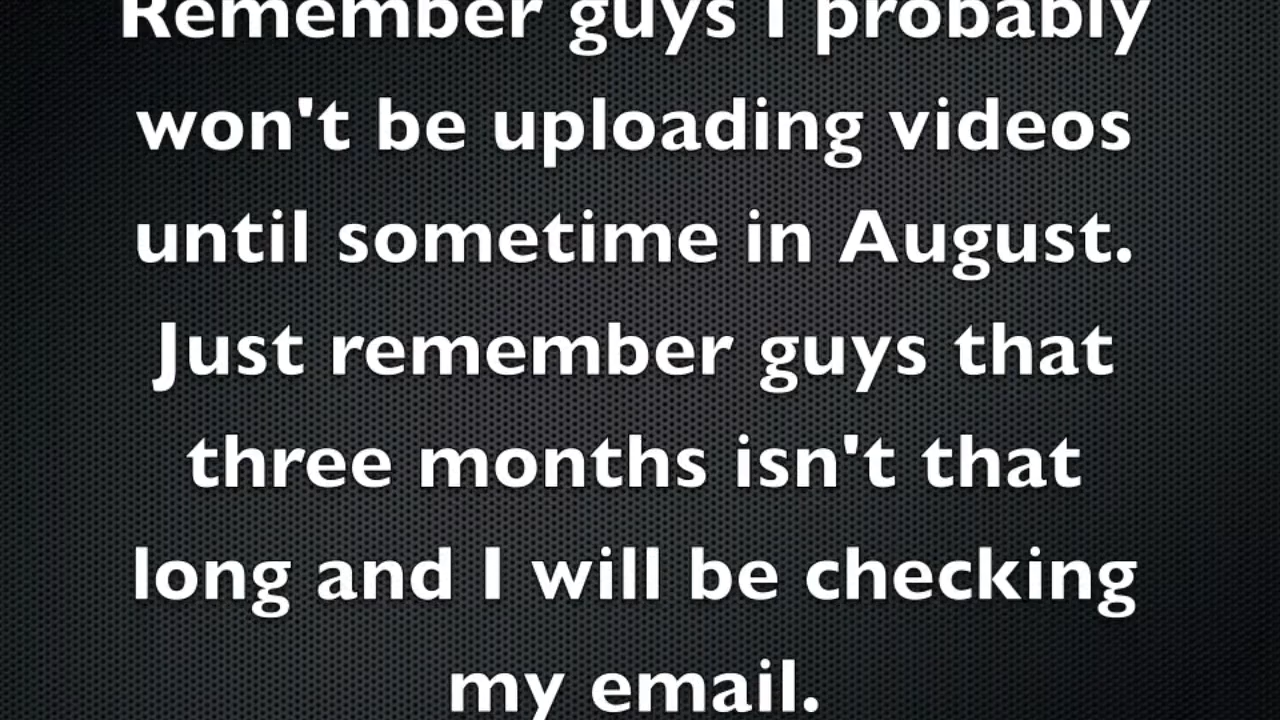 Remember guys I probably
won't be uploading videos
until sometime in August.
Just remember guys that
three months isn't that
long and I will be checking
my email.